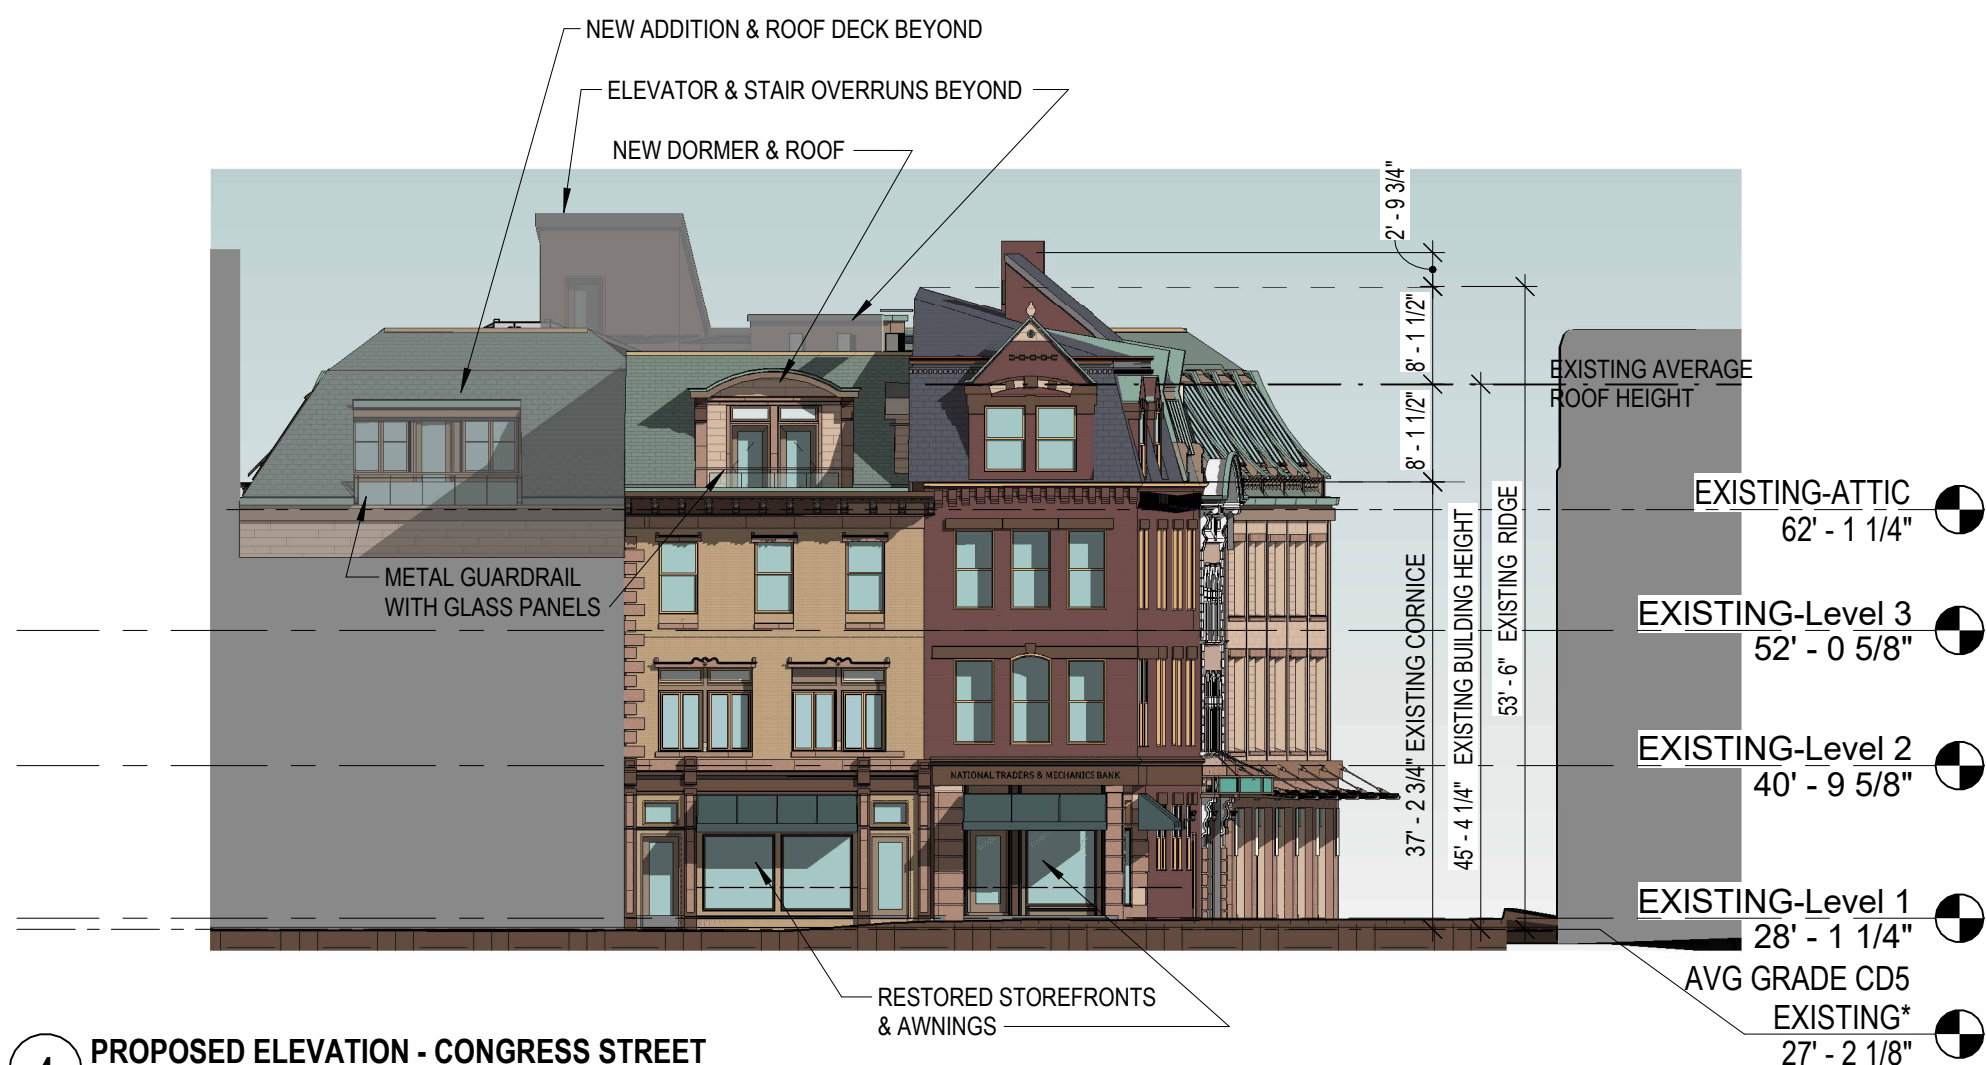 NEW ADDITION & ROOF DECK BEYOND
ELEVATOR & STAIR OVERRUNS BEYOND
NEW DORMER & ROOF
2' - 9 3/4"
8' - 1 1/2"
8' - 1 1/2"
EXISTING AVERAGE
ROOF HEIGHT
37' - 2 3/4" EXISTING CORNICE
45' - 4 1/4" EXISTING BUILDING HEIGHT
53' - 6" EXISTING RIDGE
EXISTING-ATTIC
62' - 1 1/4"
METAL GUARDRAIL
WITH GLASS PANELS
EXISTING-Level 3
52' - 0 5/8"
EXISTING-Level 2
40' - 9 5/8"
NATIONAL TRADERS & MECHANICS BANK
EXISTING-Level 1
28' - 1 1/4"
AVG GRADE CD5
EXISTING*
27' - 2 1/8"
RESTORED STOREFRONTS
& AWNINGS
PROPOSED ELEVATION - CONGRESS STREET